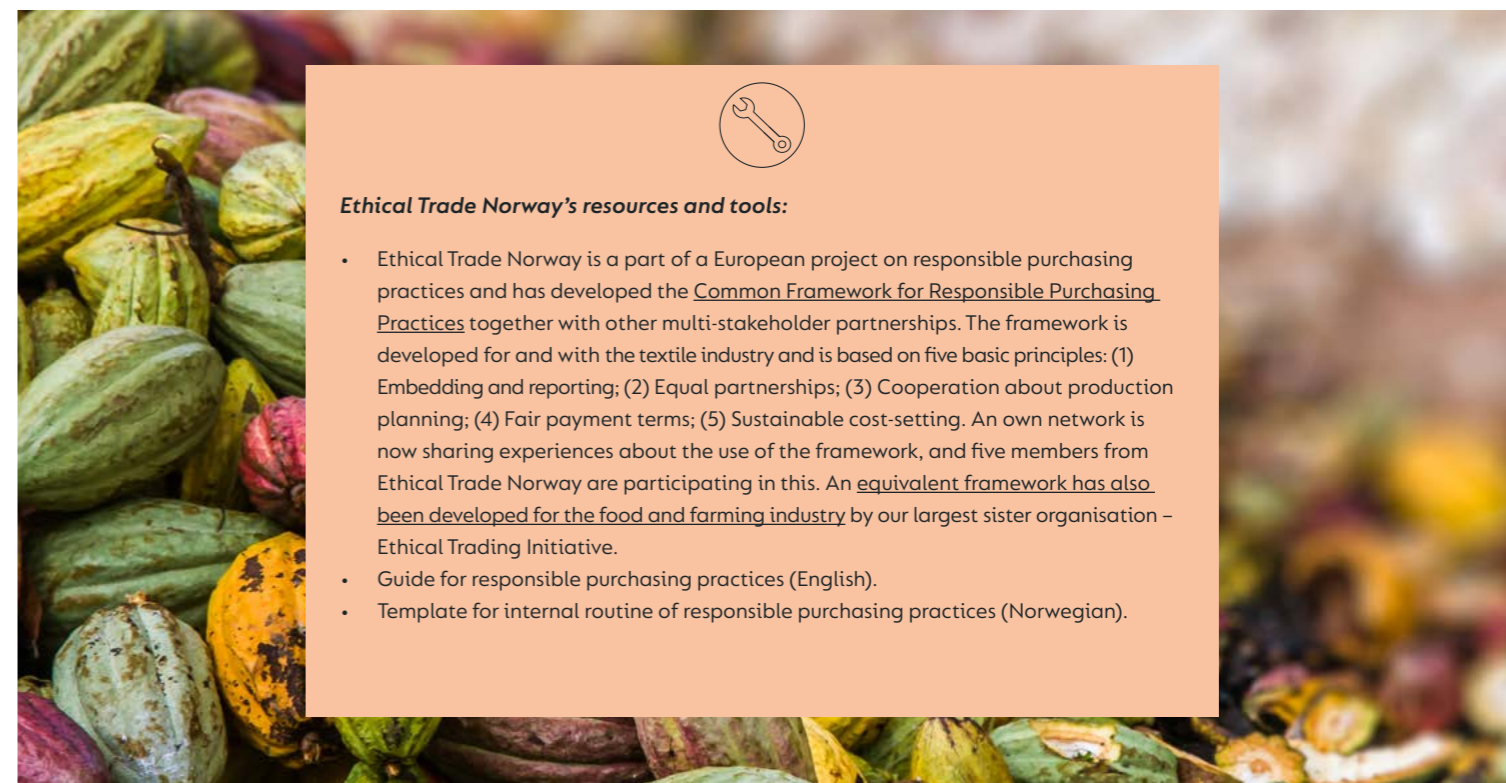 Ethical Trade Norway’s resources and tools:
• Ethical Trade Norway is a part of a European project on responsible purchasing
practices and has developed the Common Framework for Responsible Purchasing
Practices together with other multi-stakeholder partnerships. The framework is
developed for and with the textile industry and is based on five basic principles: (1)
Embedding and reporting; (2) Equal partnerships; (3) Cooperation about production
planning; (4) Fair payment terms; (5) Sustainable cost-setting. An own network is
now sharing experiences about the use of the framework, and five members from
Ethical Trade Norway are participating in this. An equivalent framework has also
been developed for the food and farming industry by our largest sister organisation –
Ethical Trading Initiative.
• Guide for responsible purchasing practices (English).
• Template for internal routine of responsible purchasing practices (Norwegian).